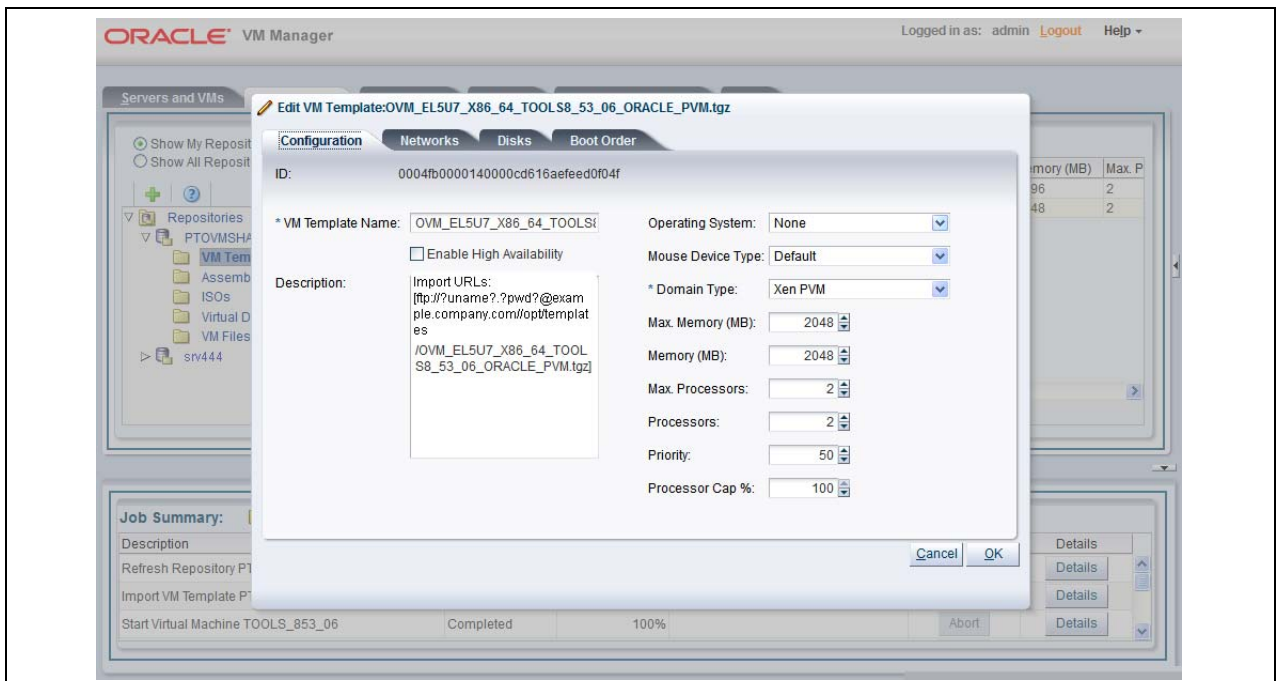 ORACLE VM Manager
Logged in as: admin Logout Help
Servers and VMs
Edit VM Template:OVM_EL5U7_X86_64_TOOLS8_53_06_ORACLE_PVM.tgz
Configuration Networks Disks Boot Order
Show My Reposit
Show All Reposit
ID: 0004fb0000140000cd616aefeed0f04f
emory (MB) Max. P
96 2
48 2
Repositories
PTOVMSHA
VM Tem
Assemb
ISOs
Virtual D
VM Files
srv444
* VM Template Name: OVM_EL5U7_X86_64_TOOLS8
Enable High Availability
Description:
Import URLs:
[ftp://?uname?.?pwd?@exam
ple.company.com//opt/templat
es
/OVM_EL5U7_X86_64_TOOL
S8_53_06_ORACLE_PVM.tgz]
Operating System: None
Mouse Device Type: Default
* Domain Type: Xen PVM
Max. Memory (MB): 2048
Memory (MB): 2048
Max. Processors: 2
Processors: 2
Priority: 50
Processor Cap %: 100
Cancel OK
Job Summary:
Description Details
Refresh Repository PT Details
Import VM Template PT Details
Start Virtual Machine TOOLS_853_06 Completed 100% Abort Details